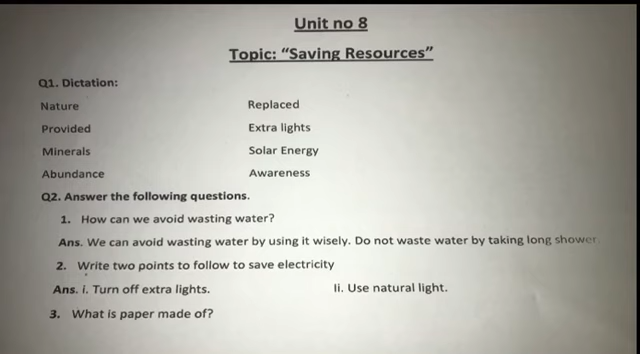 Unit no 8
Topic: “Saving Resources”
Q1. Dictation:
Nature Replaced
Provided Extra lights
Minerals Solar Energy
Abundance Awareness
Q2. Answer the following questions.
1. How can we avoid wasting water?
Ans. We can avoid wasting water by using it wisely. Do not waste water by taking long shower.
2. Write two points to follow to save electricity
Ans. i. Turn off extra lights. Ii. Use natural light.
3. What is paper made of?